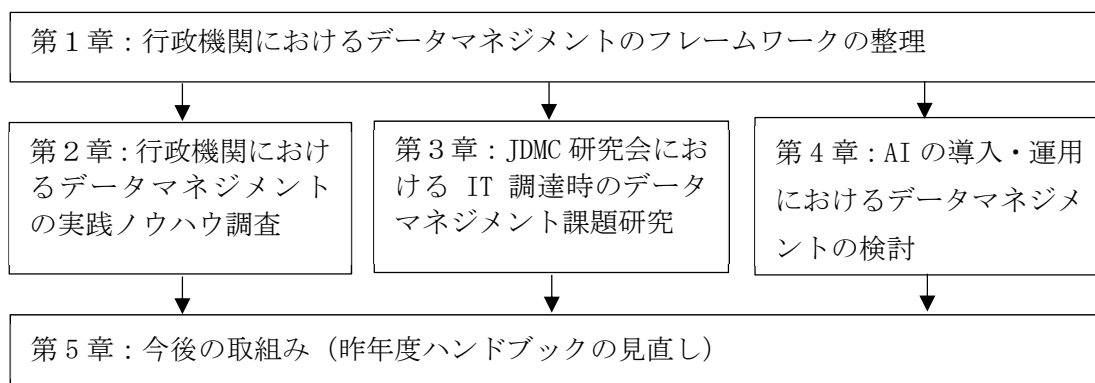 第１章：行政機関におけるデータマネジメントのフレームワークの整理
第２章：行政機関におけ
るデータマネジメント
の実践ノウハウ調査
第３章：JDMC 研究会にお
ける IT 調達時のデータ
マネジメント課題研究
第４章：AI の導入・運用
におけるデータマネジメ
ントの検討
第５章：今後の取組み（昨年度ハンドブックの見直し）